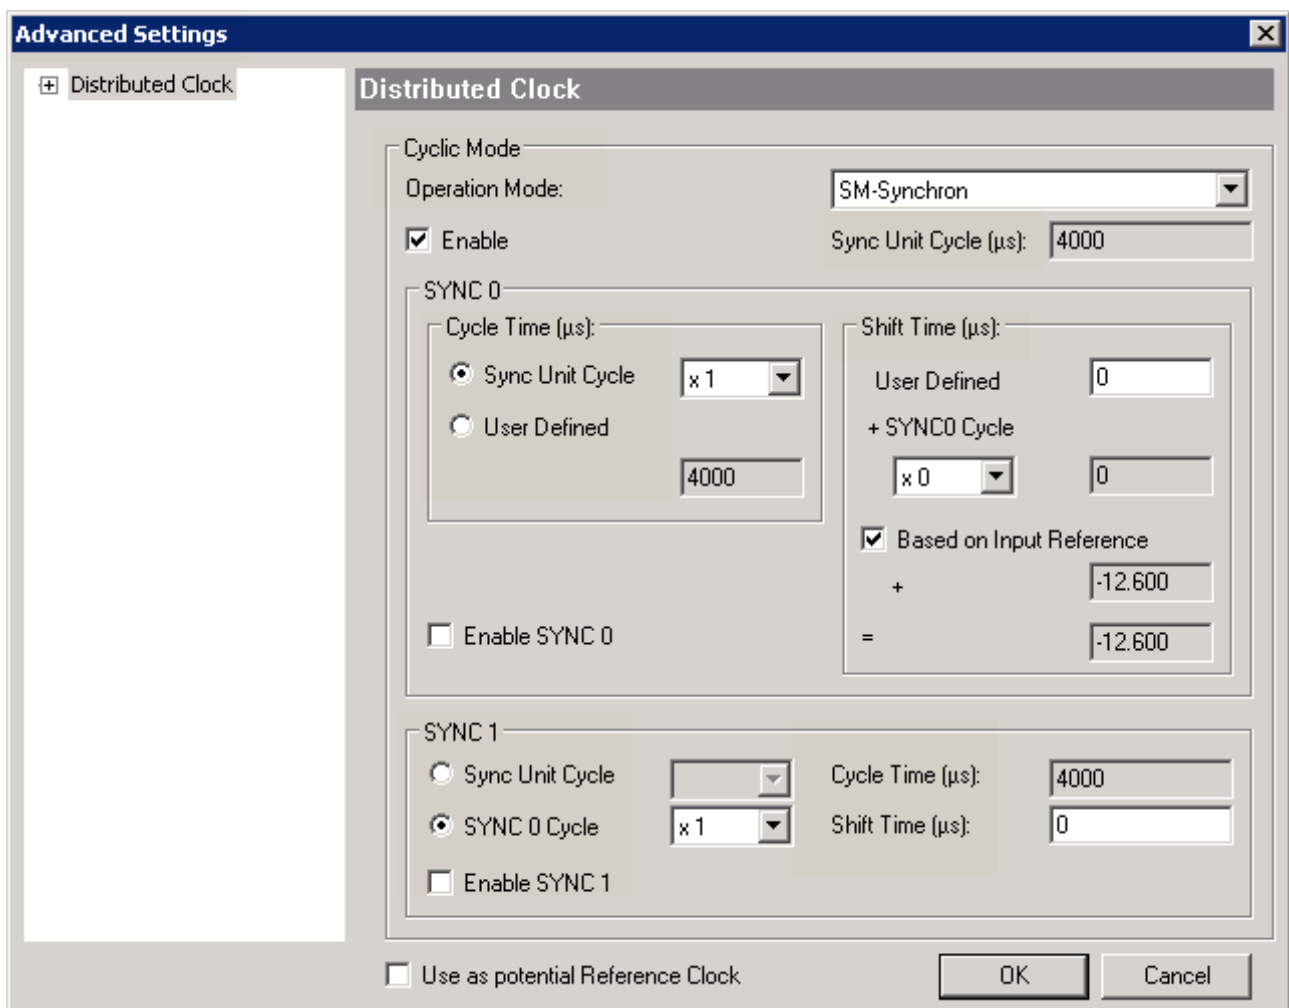 Advanced Settings
Distributed Clock
Distributed Clock
Cyclic Mode
Operation Mode: SM-Synchron
Enable Sync Unit Cycle (µs): 4000
SYNC 0
Cycle Time (µs):
Sync Unit Cycle x 1
User Defined
4000
Enable SYNC 0
Shift Time (µs):
User Defined 0
+ SYNC0 Cycle
x 0 0
Based on Input Reference
+ -12.600
= -12.600
SYNC 1
Sync Unit Cycle Cycle Time (µs): 4000
SYNC 0 Cycle x 1 Shift Time (µs): 0
Enable SYNC 1
Use as potential Reference Clock OK Cancel